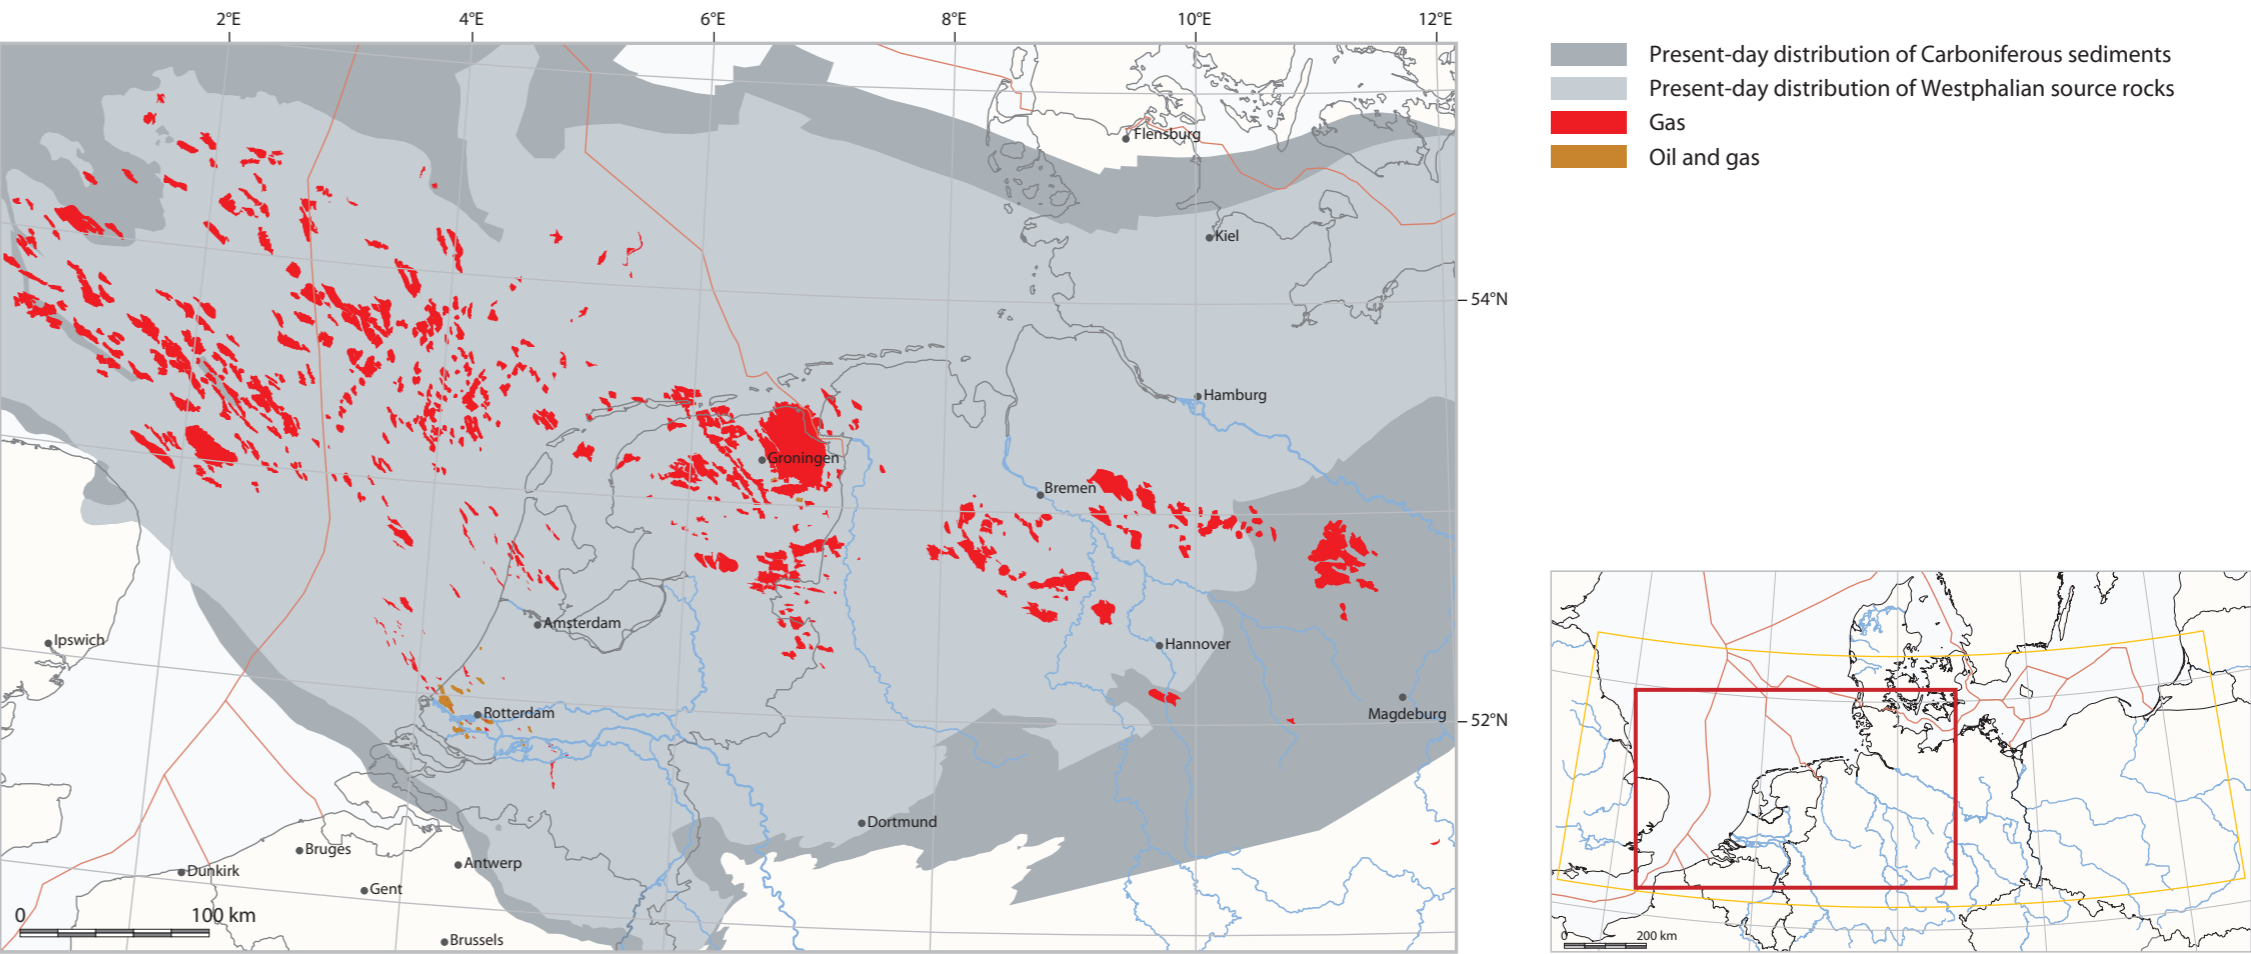 2°E 4°E 6°E 8°E 10°E 12°E
Present-day distribution of Carboniferous sediments
Present-day distribution of Westphalian source rocks
Gas
Oil and gas
Flensburg
Kiel
54°N
Hamburg
Groningen
Bremen
Ipswich
Amsterdam
Hannover
Rotterdam
Magdeburg
52°N
Dortmund
Bruges
Antwerp
Dunkirk
Gent
0 100 km
Brussels
0 200 km